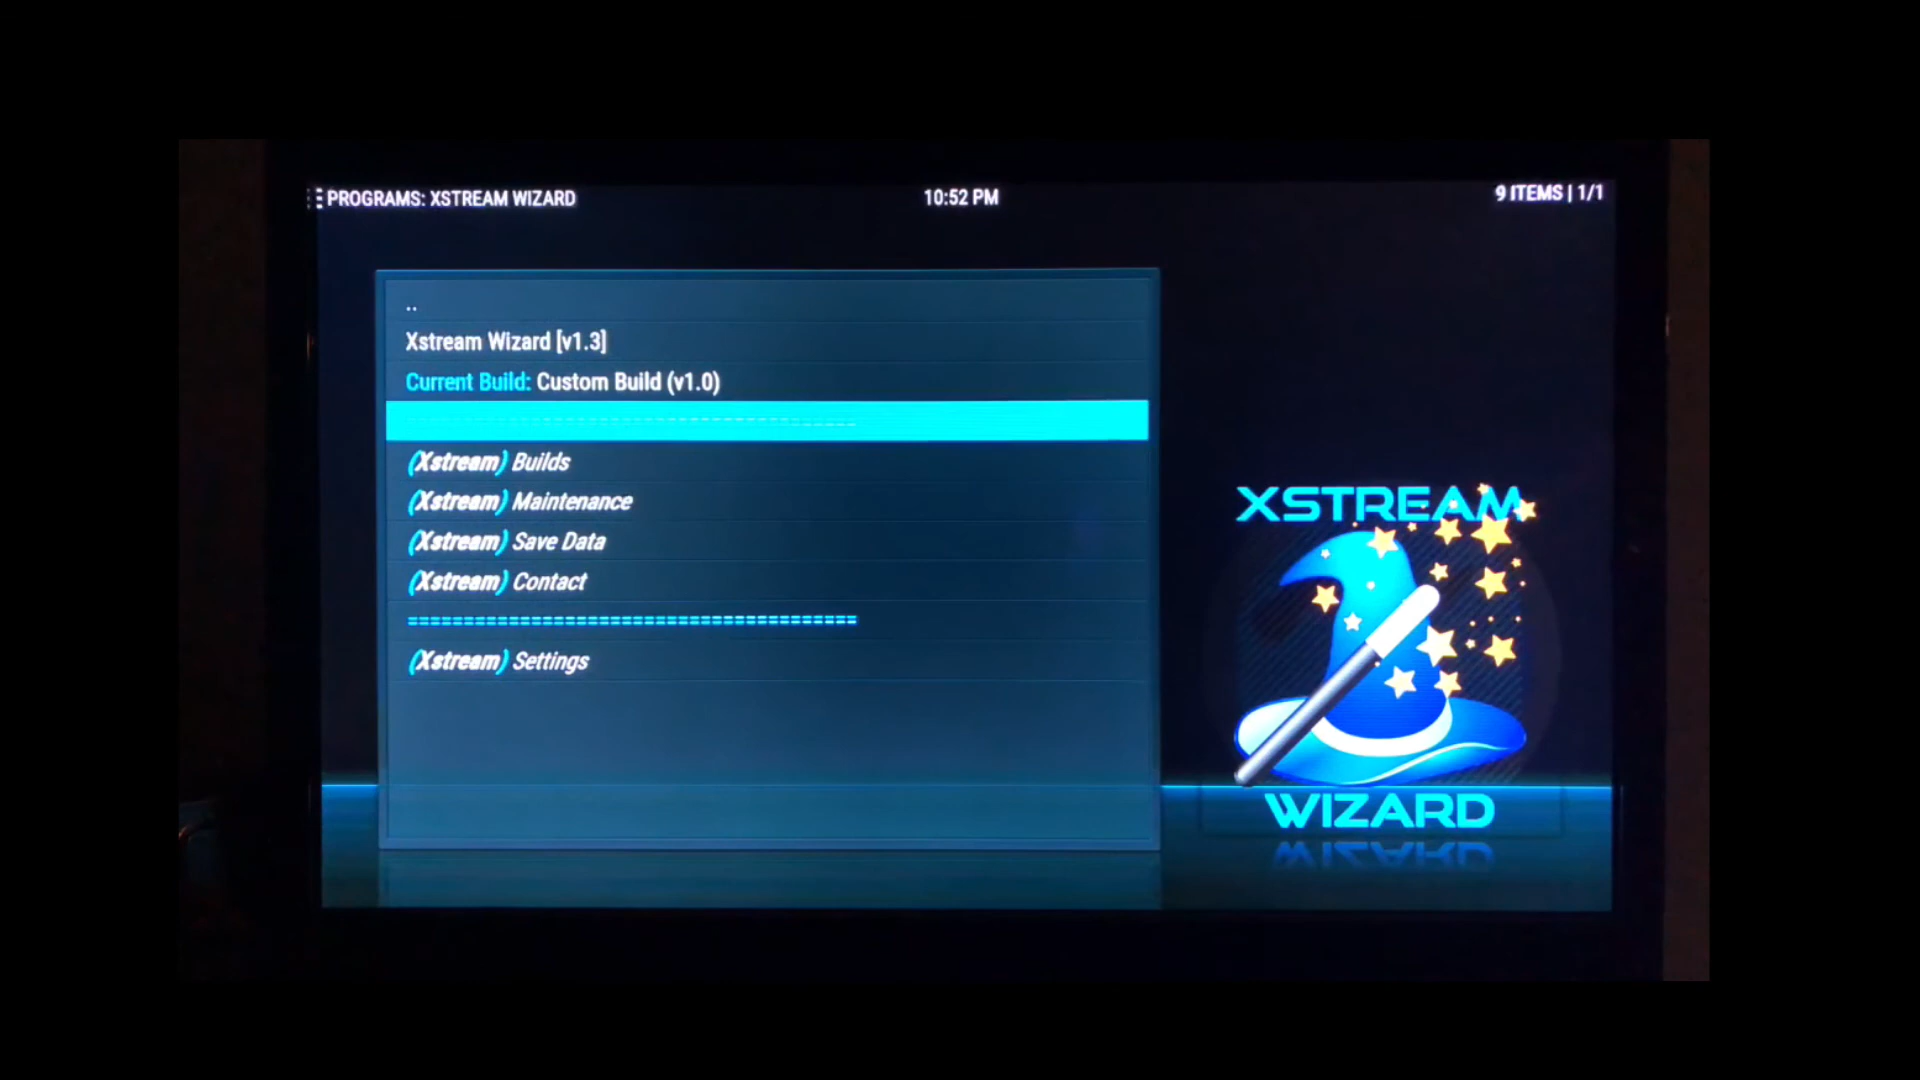 PROGRAMS: XSTREAM WIZARD
10:52 PM
9 ITEMS | 1/1
..
Xstream Wizard [v1.3]
Current Build: Custom Build (v1.0)
(Xstream) Builds
(Xstream) Maintenance
(Xstream) Save Data
(Xstream) Contact
=====================================
(Xstream) Settings
XSTREAM
WIZARD